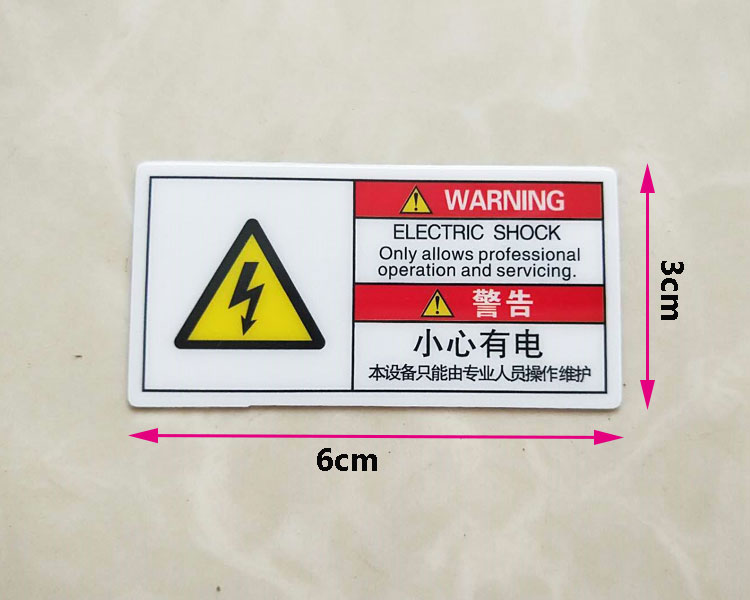 WARNING
ELECTRIC SHOCK
Only allows professional
operation and servicing.
警告
小心有电
本设备只能由专业人员操作维护
3cm
6cm